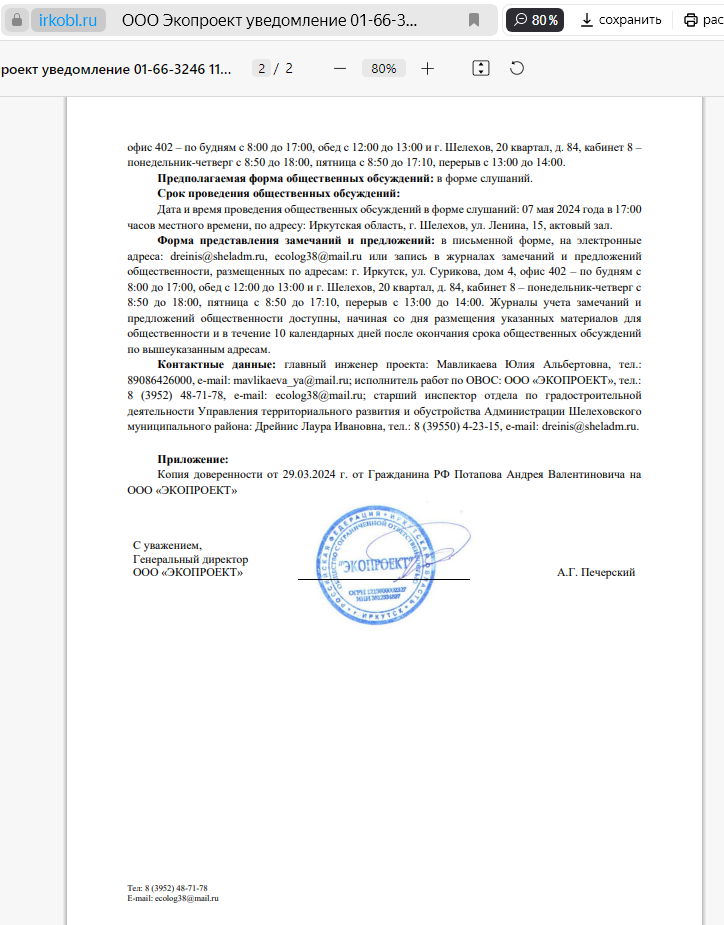 irkobl.ru ООО Экопроект уведомление 01-66-3... 80% сохранить рас
роект уведомление 01-66-3246 11... 2 / 2 — 80% +
офис 402 – по будням с 8:00 до 17:00, обед с 12:00 до 13:00 и г. Шелехов, 20 квартал, д. 84, кабинет 8 –
понедельник-четверг с 8:50 до 18:00, пятница с 8:50 до 17:10, перерыв с 13:00 до 14:00.
Предполагаемая форма общественных обсуждений: в форме слушаний.
Срок проведения общественных обсуждений:
Дата и время проведения общественных обсуждений в форме слушаний: 07 мая 2024 года в 17:00
часов местного времени, по адресу: Иркутская область, г. Шелехов, ул. Ленина, 15, актовый зал.
Форма представления замечаний и предложений: в письменной форме, на электронные
адреса: dreinis@sheladm.ru, ecolog38@mail.ru или запись в журналах замечаний и предложений
общественности, размещенных по адресам: г. Иркутск, ул. Сурикова, дом 4, офис 402 – по будням с
8:00 до 17:00, обед с 12:00 до 13:00 и г. Шелехов, 20 квартал, д. 84, кабинет 8 – понедельник-четверг с
8:50 до 18:00, пятница с 8:50 до 17:10, перерыв с 13:00 до 14:00. Журналы учета замечаний и
предложений общественности доступны, начиная со дня размещения указанных материалов для
общественности и в течение 10 календарных дней после окончания срока общественных обсуждений
по вышеуказанным адресам.
Контактные данные: главный инженер проекта: Мавликаева Юлия Альбертовна, тел.:
89086426000, e-mail: mavlikaeva_ya@mail.ru; исполнитель работ по ОВОС: ООО «ЭКОПРОЕКТ», тел.:
8 (3952) 48-71-78, e-mail: ecolog38@mail.ru; старший инспектор отдела по градостроительной
деятельности Управления территориального развития и обустройства Администрации Шелеховского
муниципального района: Дрейнис Лаура Ивановна, тел.: 8 (39550) 4-23-15, e-mail: dreinis@sheladm.ru.
Приложение:
Копия доверенности от 29.03.2024 г. от Гражданина РФ Потапова Андрея Валентиновича на
ООО «ЭКОПРОЕКТ»
С уважением,
Генеральный директор
ООО «ЭКОПРОЕКТ» А.Г. Печерский
РОССИЙСКАЯ ФЕДЕРАЦИЯ • ИРКУТСКАЯ ОБЛАСТЬ • Г. ИРКУТСК
ОБЩЕСТВО С ОГРАНИЧЕННОЙ ОТВЕТСТВЕННОСТЬЮ
"ЭКОПРОЕКТ"
ОГРН
ИНН
Тел: 8 (3952) 48-71-78
E-mail: ecolog38@mail.ru